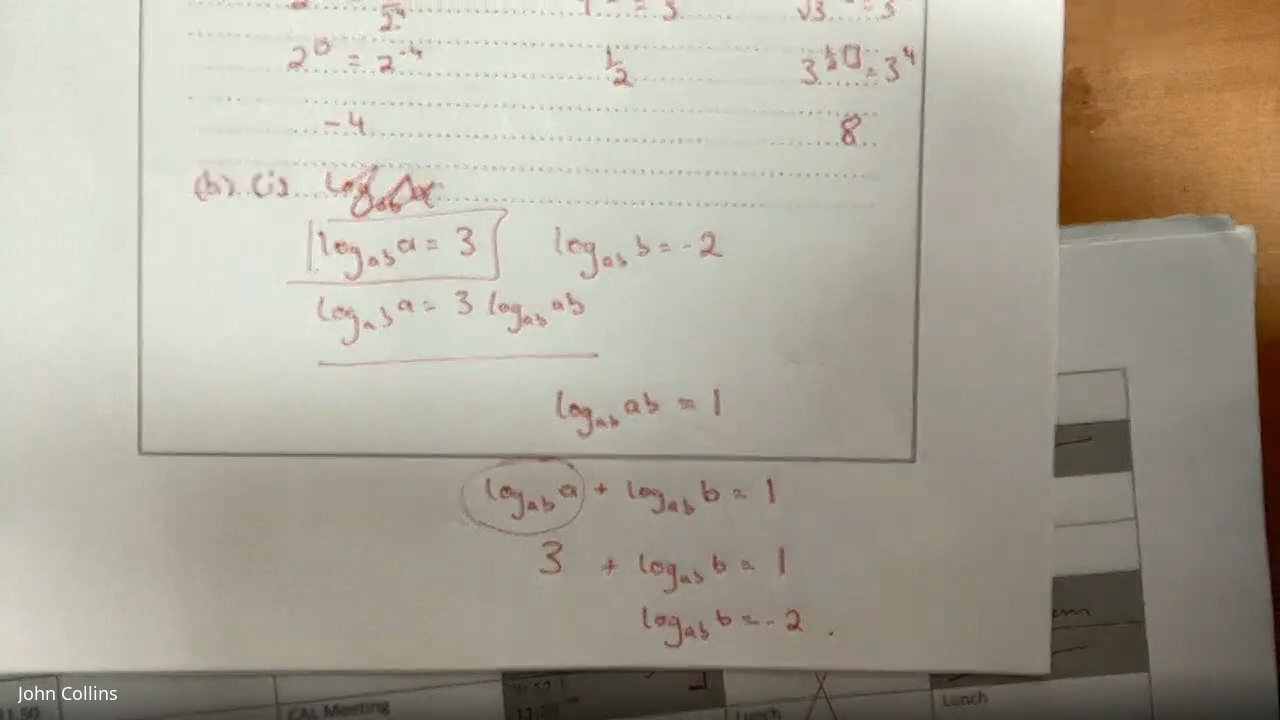 2^□ = 2^-4 1/2 3^(1/2 □) = 3^4
-4 8
(b) (i)
log_ab a = 3 log_ab b = -2
log_ab a = 3 log_ab ab
log_ab ab = 1
log_ab a + log_ab b = 1
3 + log_ab b = 1
log_ab b = -2.
Lunch
CAL Meeting
Lunch
John Collins